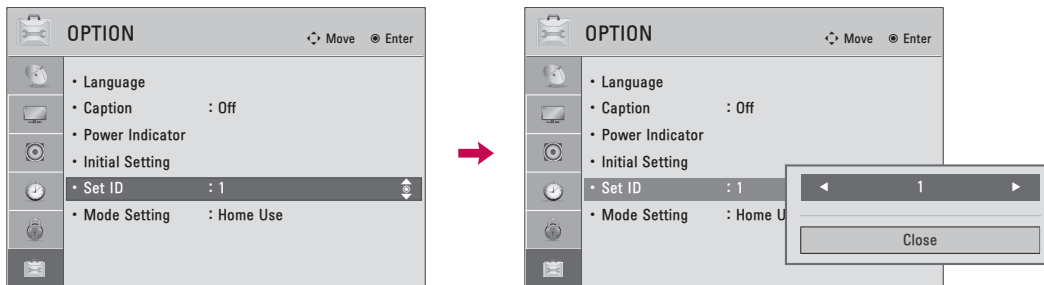 OPTION
Move Enter
• Language
• Caption : Off
• Power Indicator
• Initial Setting
• Set ID : 1
• Mode Setting : Home Use
OPTION
Move Enter
• Language
• Caption : Off
• Power Indicator
• Initial Setting
• Set ID : 1
• Mode Setting : Home U
◄ 1 ►
Close